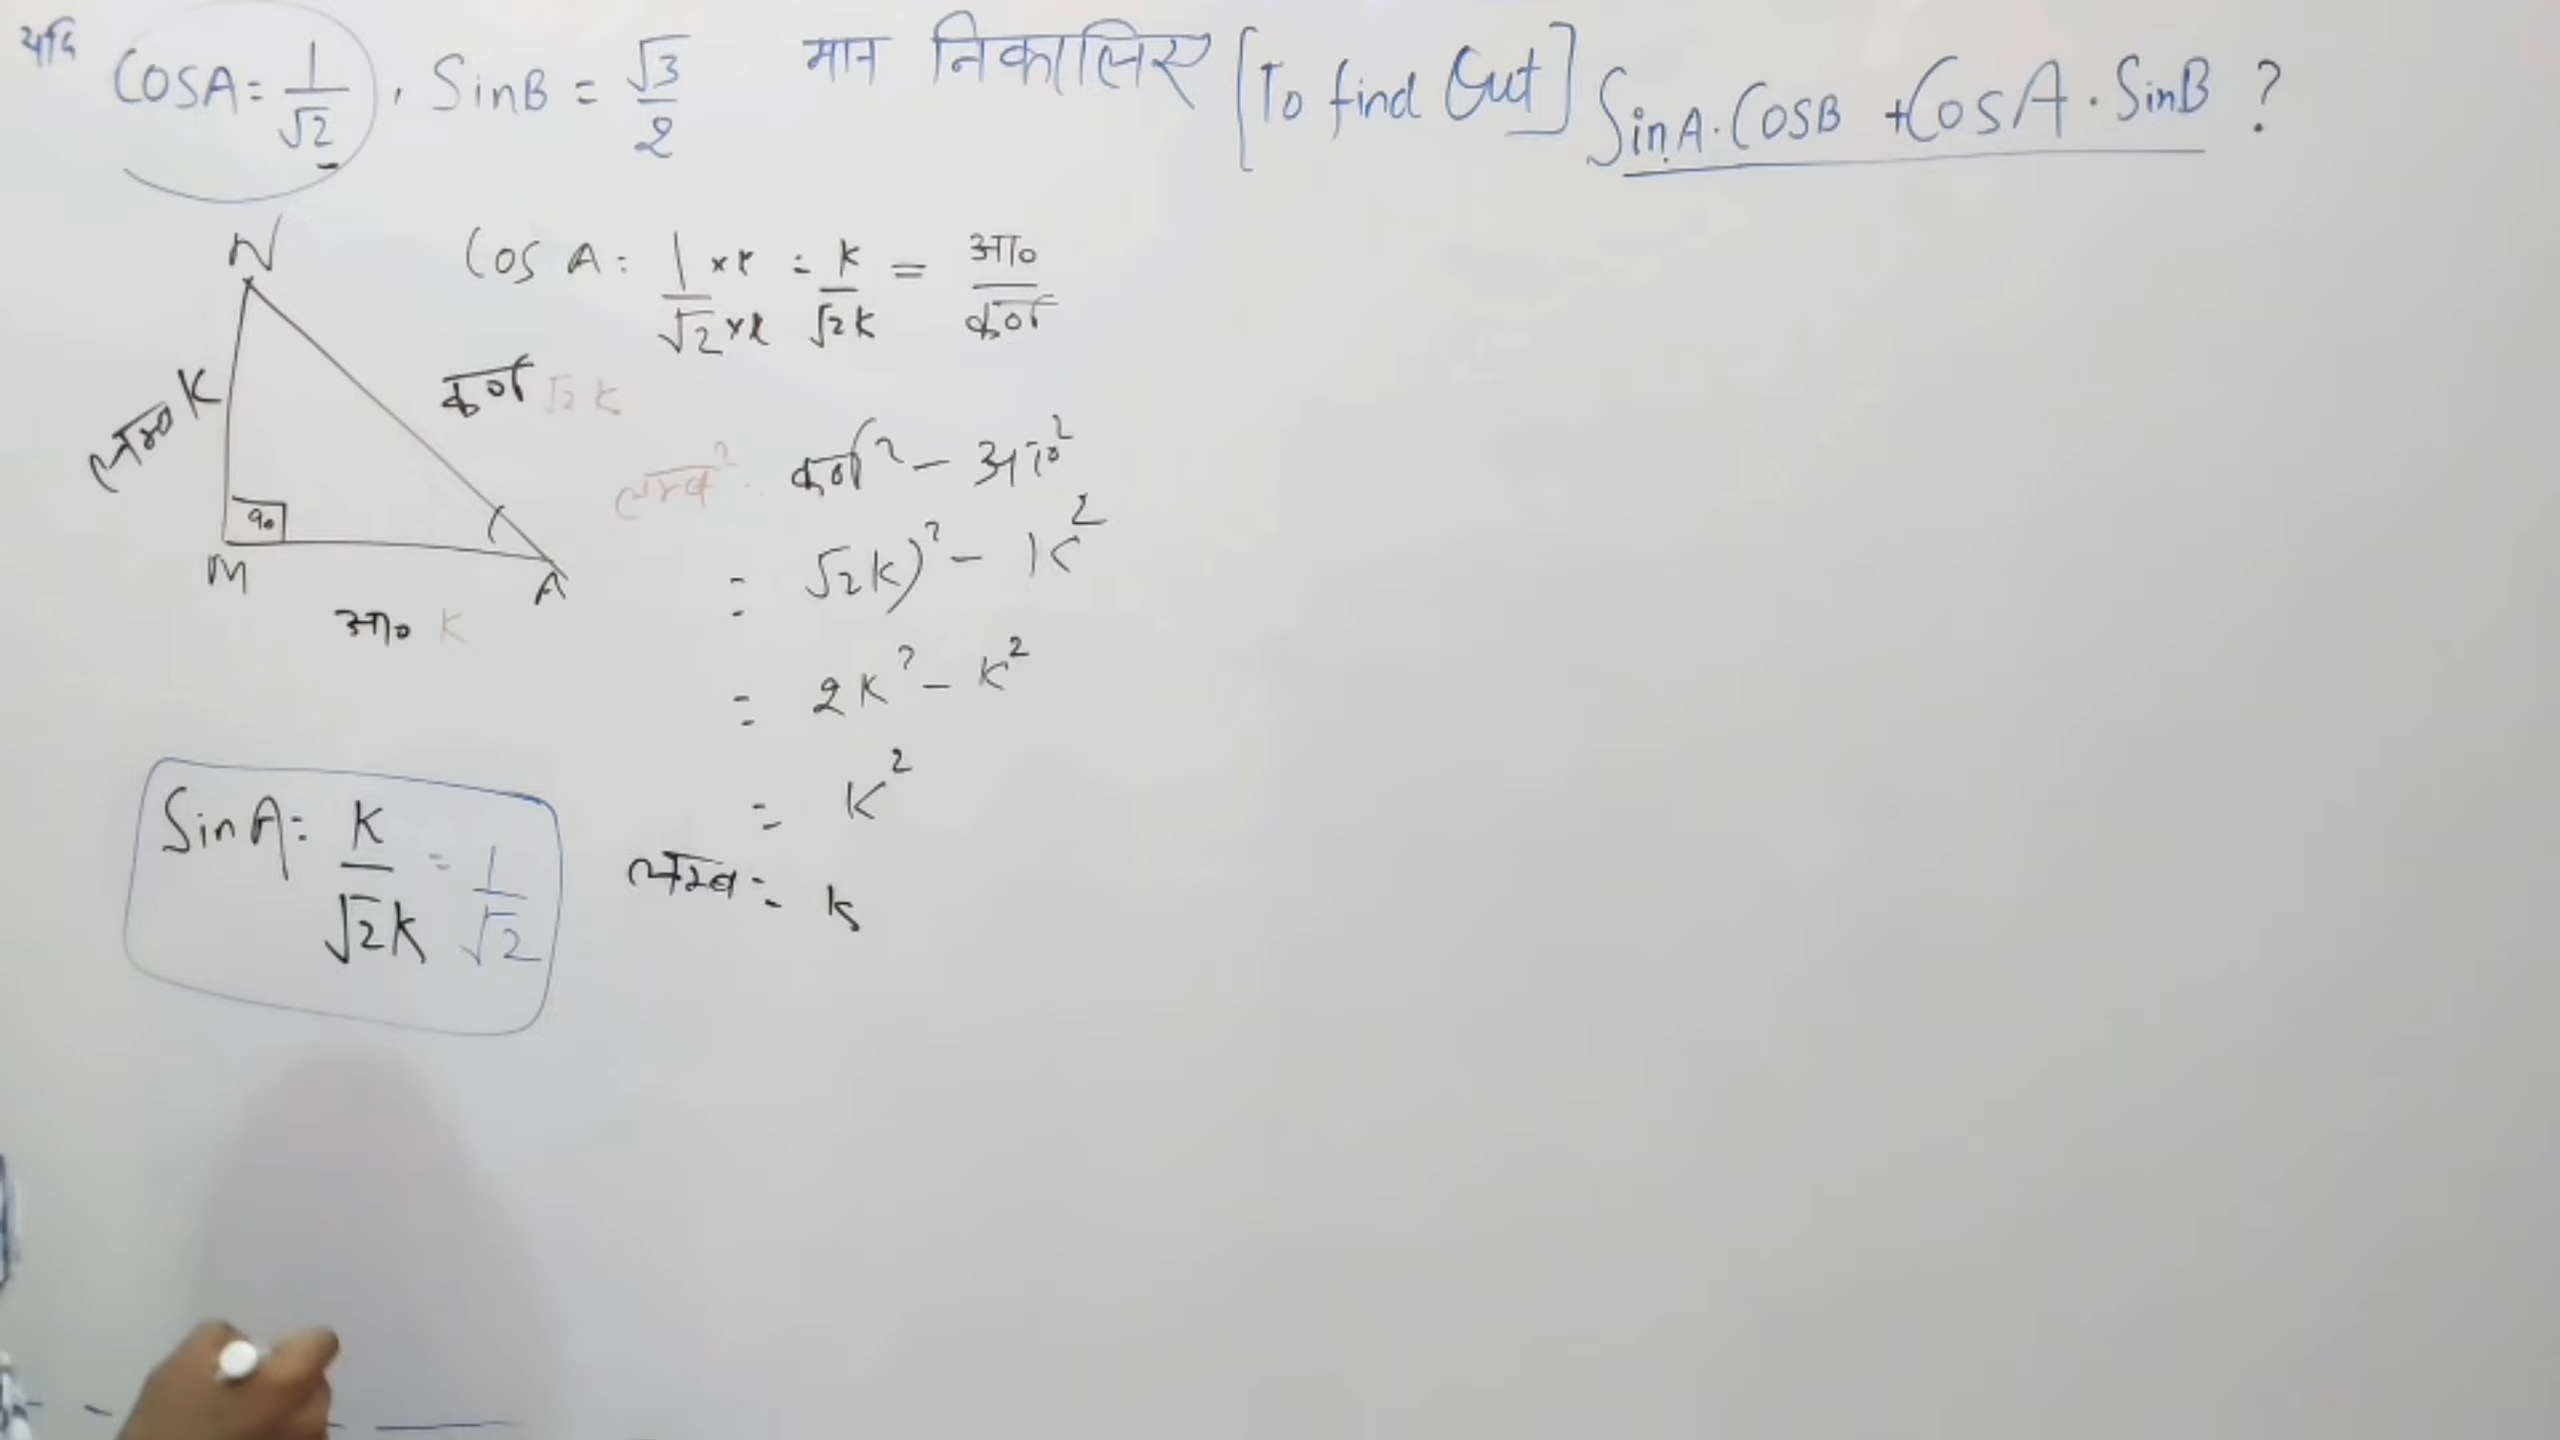 यदि CosA = 1/√2 , SinB = √3/2 मान निकालिए [To find Out] SinA.CosB + CosA . SinB ?
N
Cos A = 1×k/√2×k = k/√2k = आ०/कर्ण
लम्ब K
कर्ण √2 K
लम्ब² = कर्ण² - आ०²
90
= √2k)² - K²
M A
आ० K
= 2K² - K²
= K²
SinA = K/√2K = 1/√2
लम्ब = k